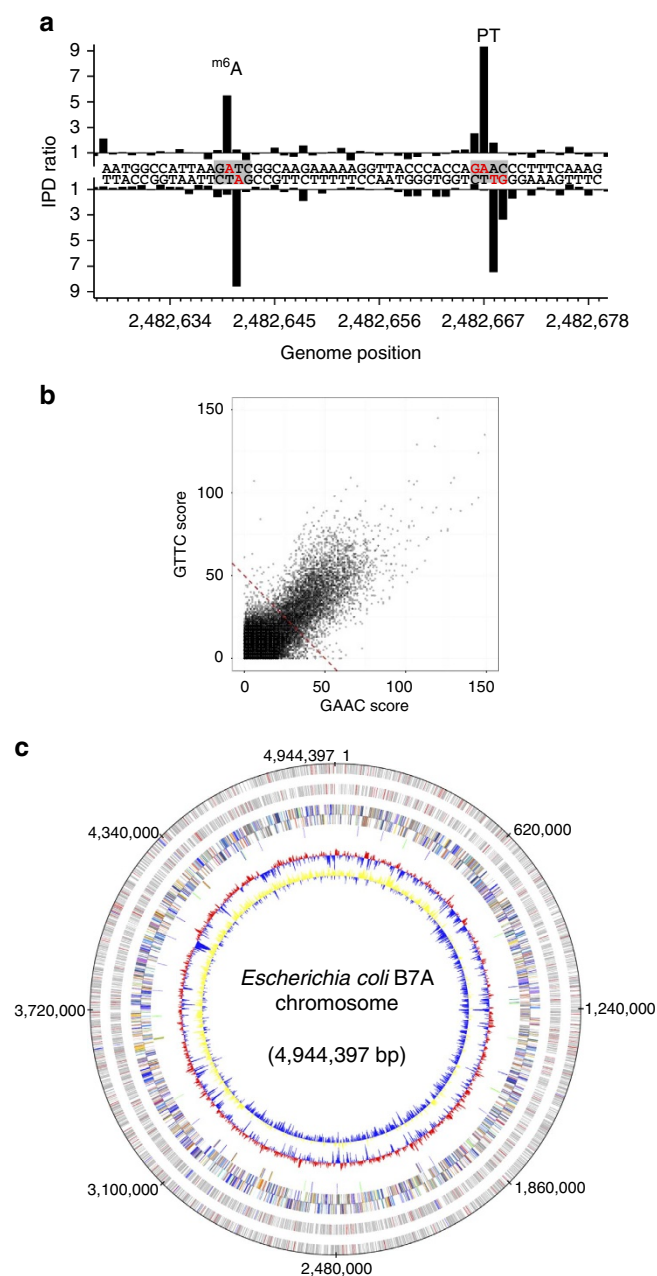 a
9
7
5
3
1
m6A
PT
AATGGCCATTAAGATCGGCAAGAAAAAGGTTACCCACCAGAACCCTTTCAAAG
TTACCGGTAATTCTAGCCGTTCTTTTTCCAATGGGTGGTCTTGGGAAAGTTTC
1
3
5
7
9
IPD ratio
2,482,634 2,482,645 2,482,656 2,482,667 2,482,678
Genome position
b
150
100
50
0
GTTC score
0 50 100 150
GAAC score
c
4,944,397 1
620,000
1,240,000
1,860,000
2,480,000
3,100,000
3,720,000
4,340,000
Escherichia coli B7A
chromosome
(4,944,397 bp)